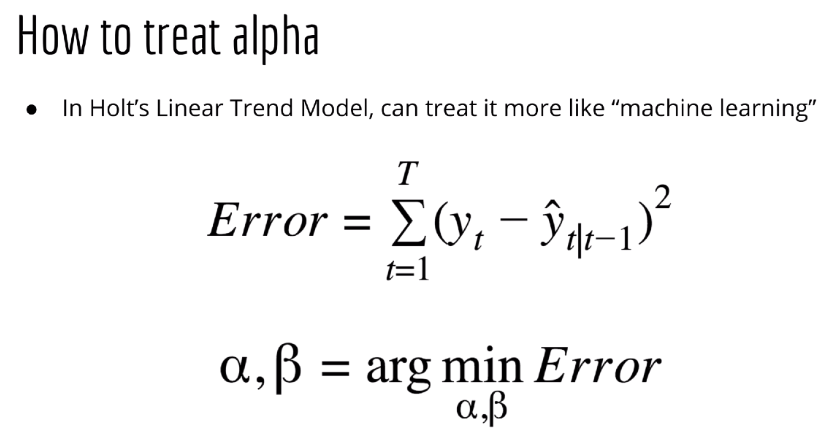 How to treat alpha
● In Holt's Linear Trend Model, can treat it more like “machine learning”
Error = \sum_{t=1}^{T} (y_t − ŷ_{t|t−1})^2
α,β = arg min_{α,β} Error